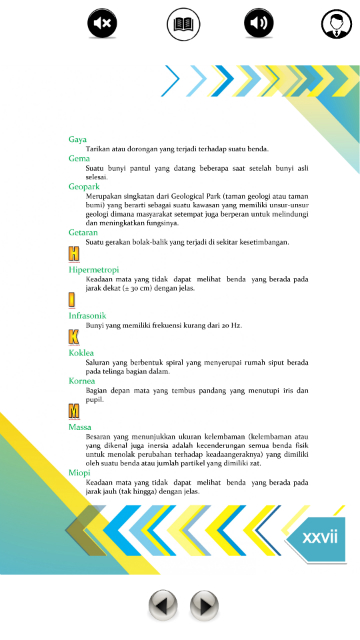 Gaya
Tarikan atau dorongan yang terjadi terhadap suatu benda.
Gema
Suatu bunyi pantul yang datang beberapa saat setelah bunyi asli
selesai.
Geopark
Merupakan singkatan dari Geological Park (taman geologi atau taman
bumi) yang berarti sebagai suatu kawasan yang memiliki unsur-unsur
geologi dimana masyarakat setempat juga berperan untuk melindungi
dan meningkatkan fungsinya.
Getaran
Suatu gerakan bolak-balik yang terjadi di sekitar kesetimbangan.
H
Hipermetropi
Keadaan mata yang tidak dapat melihat benda yang berada pada
jarak dekat (± 30 cm) dengan jelas.
I
Infrasonik
Bunyi yang memiliki frekuensi kurang dari 20 Hz.
K
Koklea
Saluran yang berbentuk spiral yang menyerupai rumah siput berada
pada telinga bagian dalam.
Kornea
Bagian depan mata yang tembus pandang yang menutupi iris dan
pupil.
M
Massa
Besaran yang menunjukkan ukuran kelembaman (kelembaman atau
yang dikenal juga inersia adalah kecenderungan semua benda fisik
untuk menolak perubahan terhadap keadaangeraknya) yang dimiliki
oleh suatu benda atau jumlah partikel yang dimiliki zat.
Miopi
Keadaan mata yang tidak dapat melihat benda yang berada pada
jarak jauh (tak hingga) dengan jelas.
xxvii